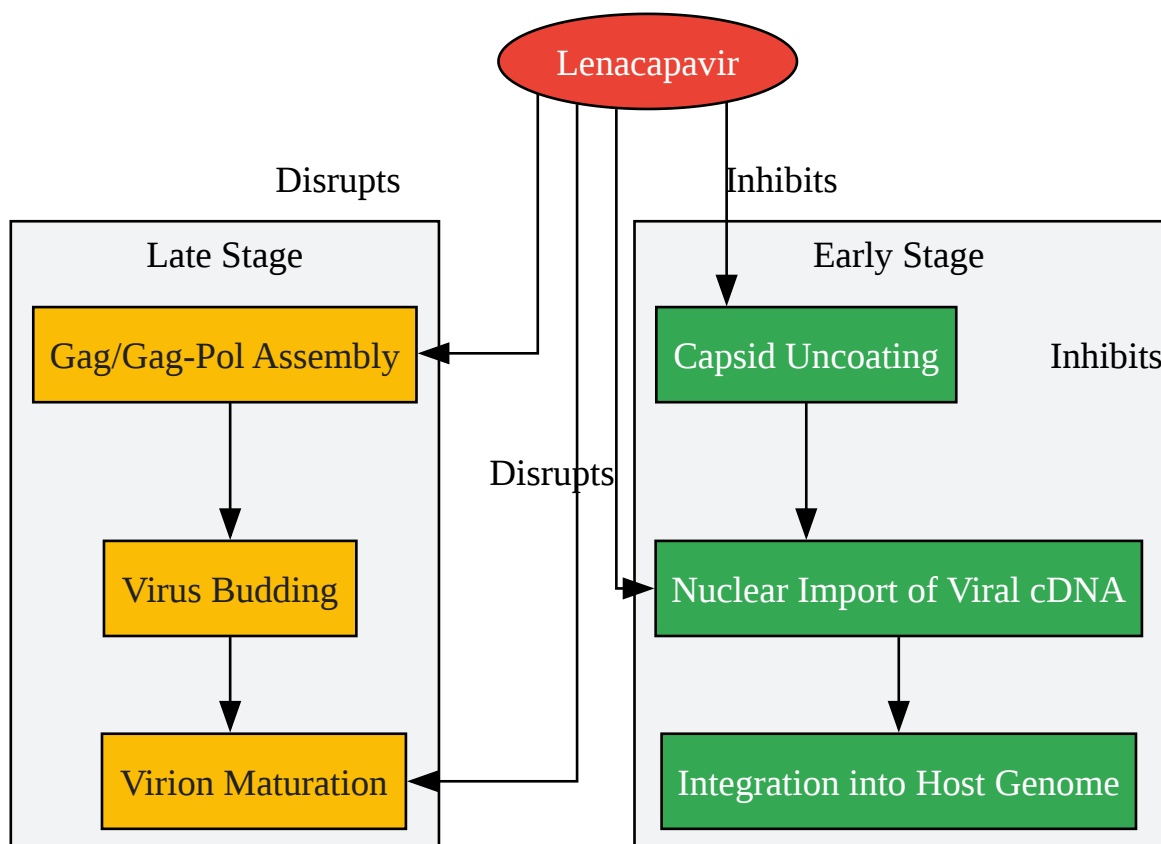 Lenacapavir
Disrupts
Inhibits
Late Stage
Early Stage
Gag/Gag-Pol Assembly
Capsid Uncoating
Inhibits
Disrupts
Virus Budding
Nuclear Import of Viral cDNA
Virion Maturation
Integration into Host Genome